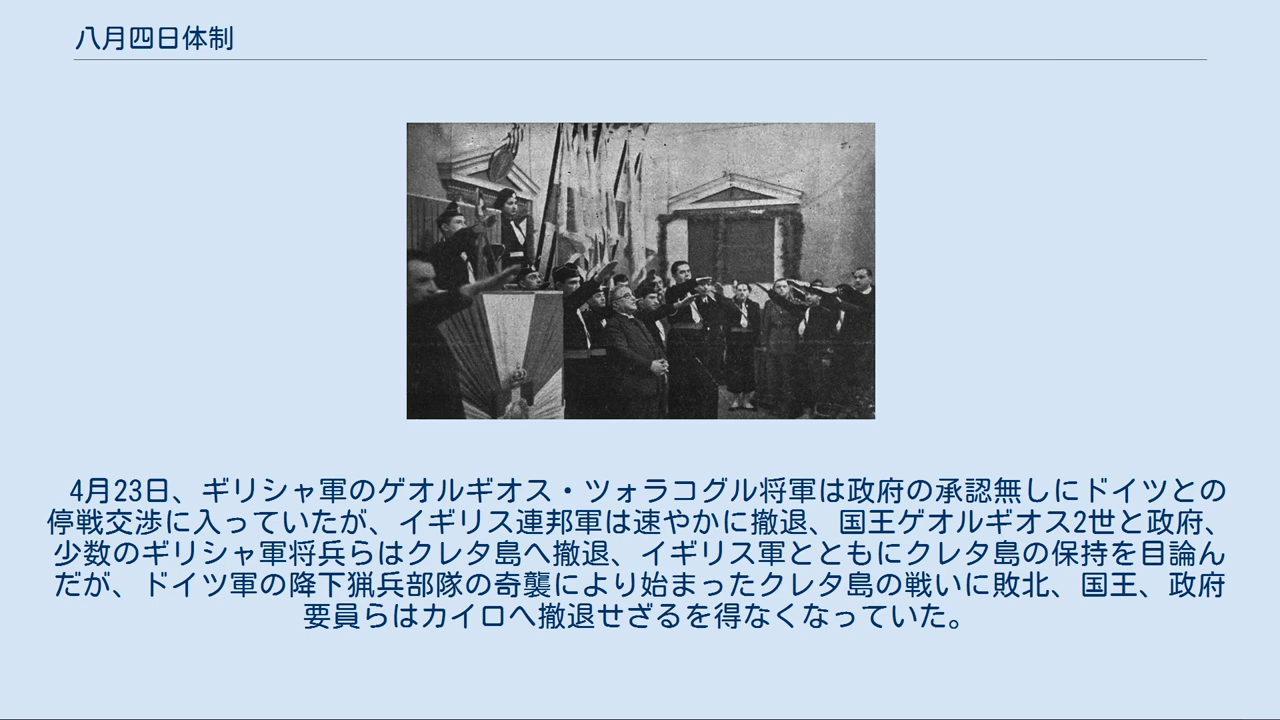 八月四日体制
4月23日、ギリシャ軍のゲオルギオス・ツォラコグル将軍は政府の承認無しにドイツとの
停戦交渉に入っていたが、イギリス連邦軍は速やかに撤退、国王ゲオルギオス2世と政府、
少数のギリシャ軍将兵らはクレタ島へ撤退、イギリス軍とともにクレタ島の保持を目論ん
だが、ドイツ軍の降下猟兵部隊の奇襲により始まったクレタ島の戦いに敗北、国王、政府
要員らはカイロへ撤退せざるを得なくなっていた。